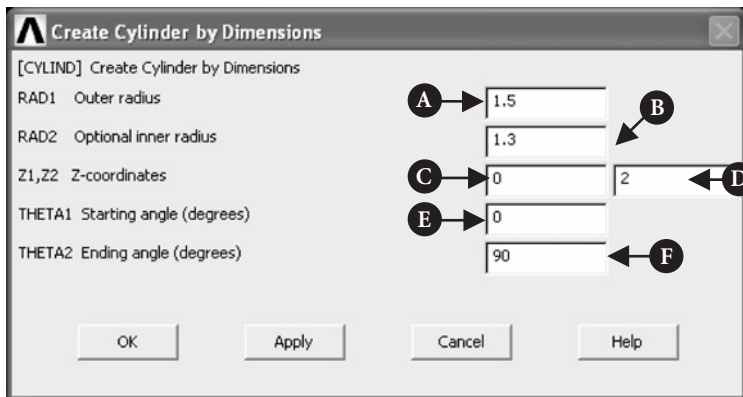 Create Cylinder by Dimensions
[CYLIND] Create Cylinder by Dimensions
RAD1 Outer radius A 1.5
RAD2 Optional inner radius 1.3 B
Z1,Z2 Z-coordinates C 0 2 D
THETA1 Starting angle (degrees) E 0
THETA2 Ending angle (degrees) 90 F
OK Apply Cancel Help